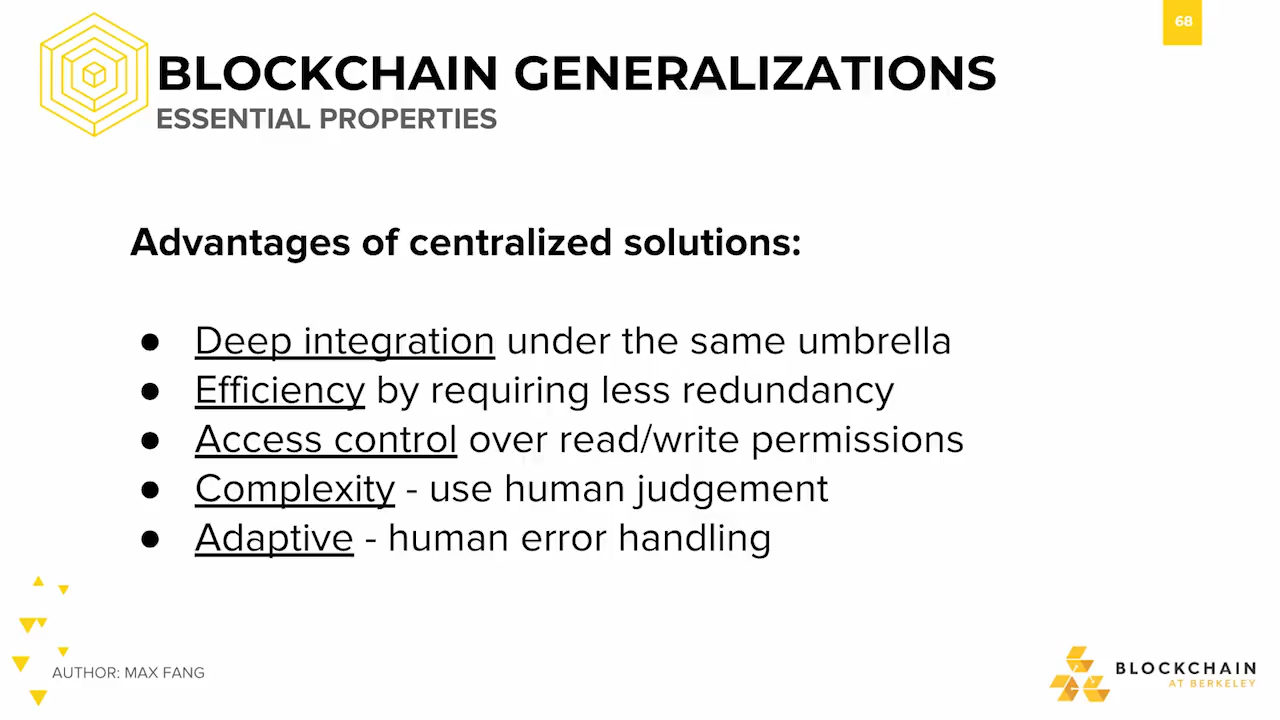 68
BLOCKCHAIN GENERALIZATIONS
ESSENTIAL PROPERTIES
Advantages of centralized solutions:
● Deep integration under the same umbrella
● Efficiency by requiring less redundancy
● Access control over read/write permissions
● Complexity - use human judgement
● Adaptive - human error handling
AUTHOR: MAX FANG
BLOCKCHAIN
AT BERKELEY